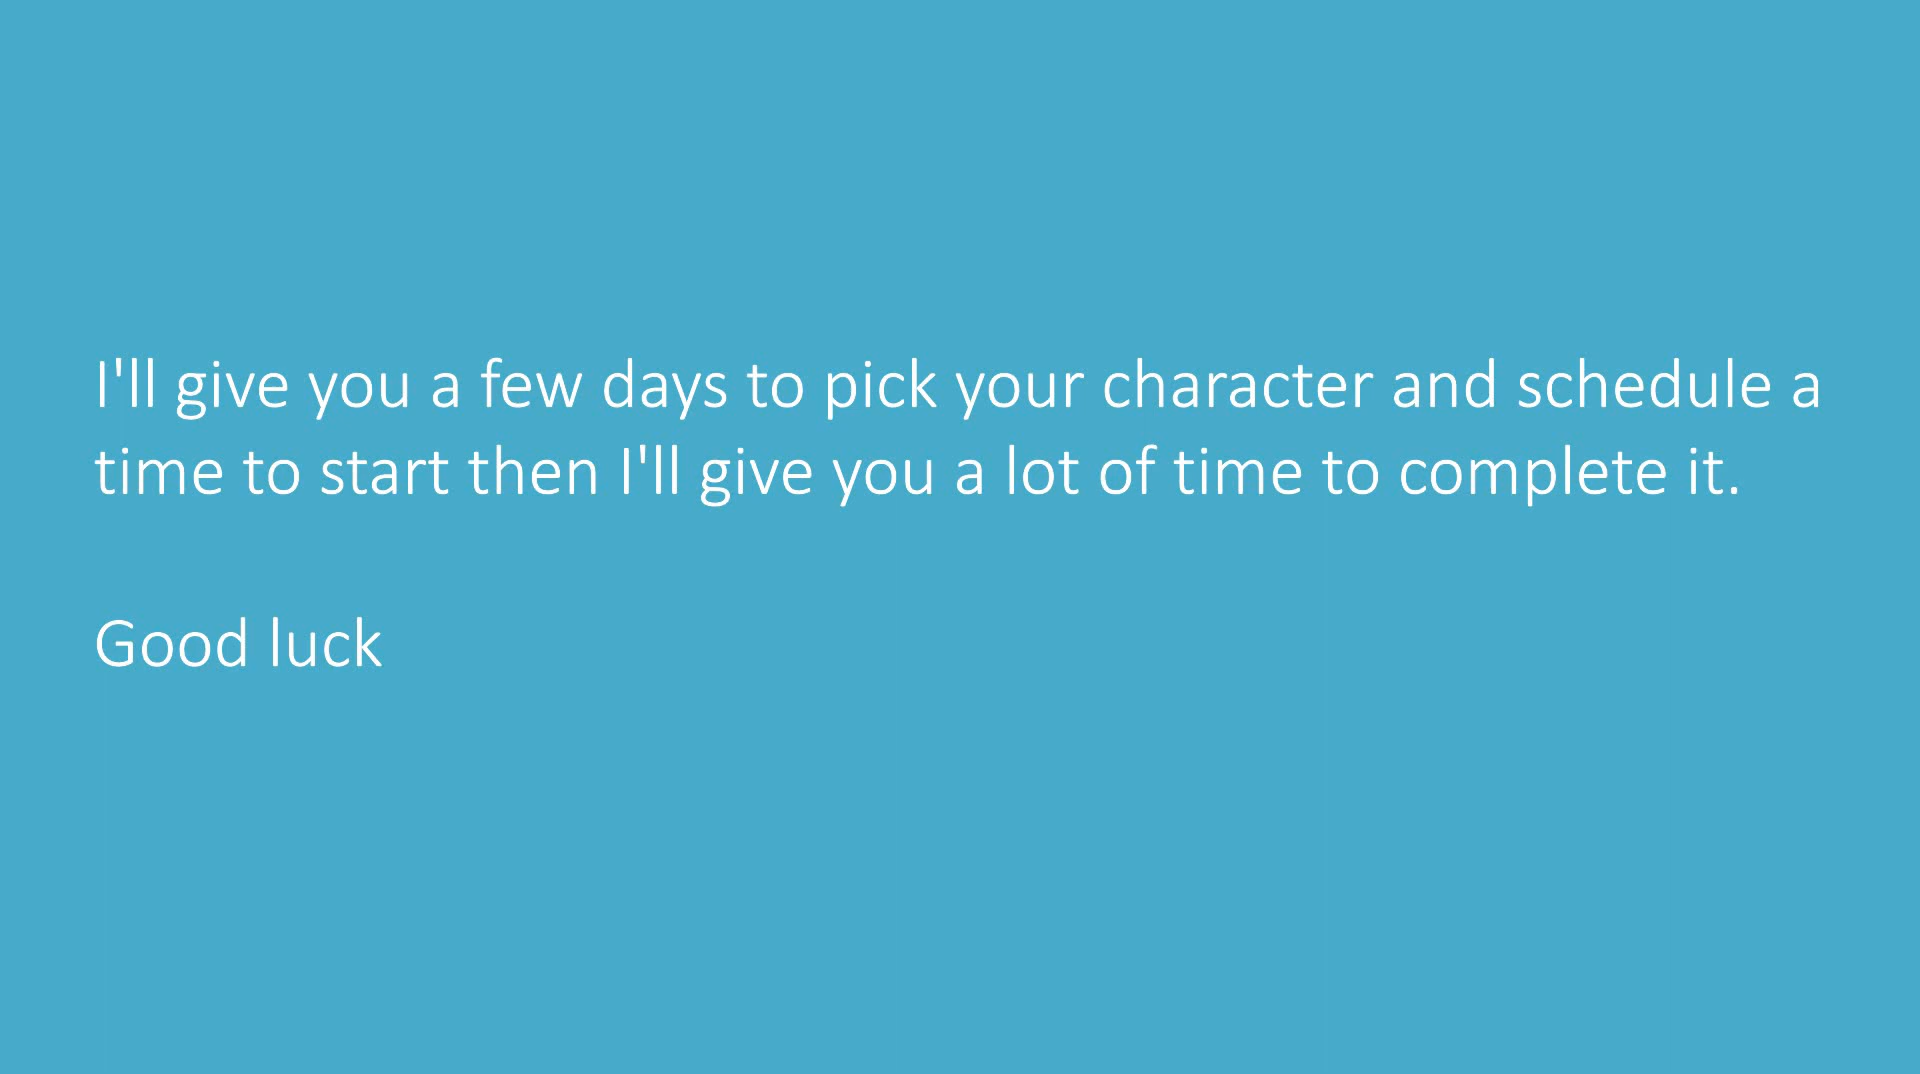 I'll give you a few days to pick your character and schedule a
time to start then I'll give you a lot of time to complete it.
Good luck